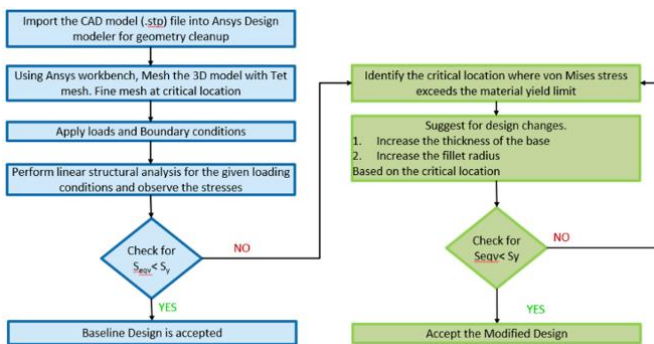 Import the CAD model (.stp) file into Ansys Design
modeler for geometry cleanup
Using Ansys workbench, Mesh the 3D model with Tet
mesh. Fine mesh at critical location
Apply loads and Boundary conditions
Perform linear structural analysis for the given loading
conditions and observe the stresses
Check for
Seqv< Sy
NO
YES
Baseline Design is accepted
Identify the critical location where von Mises stress
exceeds the material yield limit
Suggest for design changes.
1. Increase the thickness of the base
2. Increase the fillet radius
Based on the critical location
Check for
Seqv< Sy
NO
YES
Accept the Modified Design